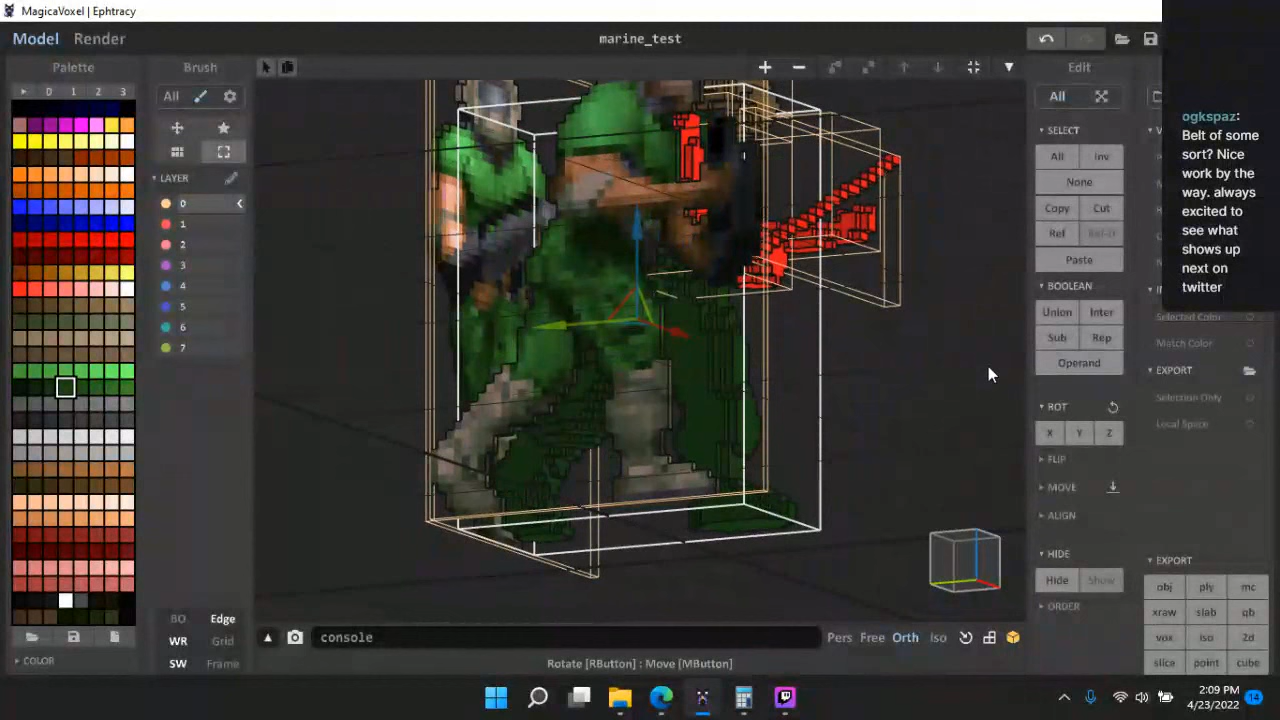 MagicaVoxel | Ephtracy
Model Render
marine_test
Palette
Brush
Edit
0 1 2 3
All
All
SELECT
All Inv
None
Copy Cut
Ref
Paste
LAYER
0
1
2
3
4
5
6
7
BOOLEAN
Union Inter
Sub Rep
Operand
ROT
X Y Z
FLIP
MOVE
ALIGN
HIDE
Hide Show
ORDER
ogkspaz:
Belt of some
sort? Nice
work by the
way. always
excited to
see what
shows up
next on
twitter
Selected Color
Match Color
EXPORT
Selection Only
Local Space
EXPORT
obj ply mc
xraw slab qb
vox iso 2d
slice point cube
BO Edge
WR Grid
SW Frame
COLOR
console
Pers Free Orth Iso
Rotate [RButton] : Move [MButton]
2:09 PM
4/23/2022
14